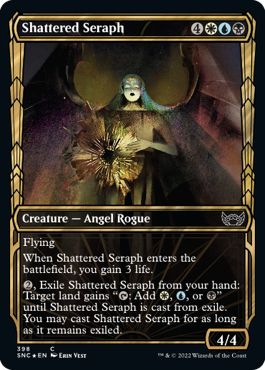 Shattered Seraph 4
Creature — Angel Rogue
Flying
When Shattered Seraph enters the
battlefield, you gain 3 life.
2, Exile Shattered Seraph from your hand:
Target land gains “: Add , , or ”
until Shattered Seraph is cast from exile.
You may cast Shattered Seraph for as long
as it remains exiled.
4/4
398 C
SNC ★ EN Erin Vest
™ & © 2022 Wizards of the Coast